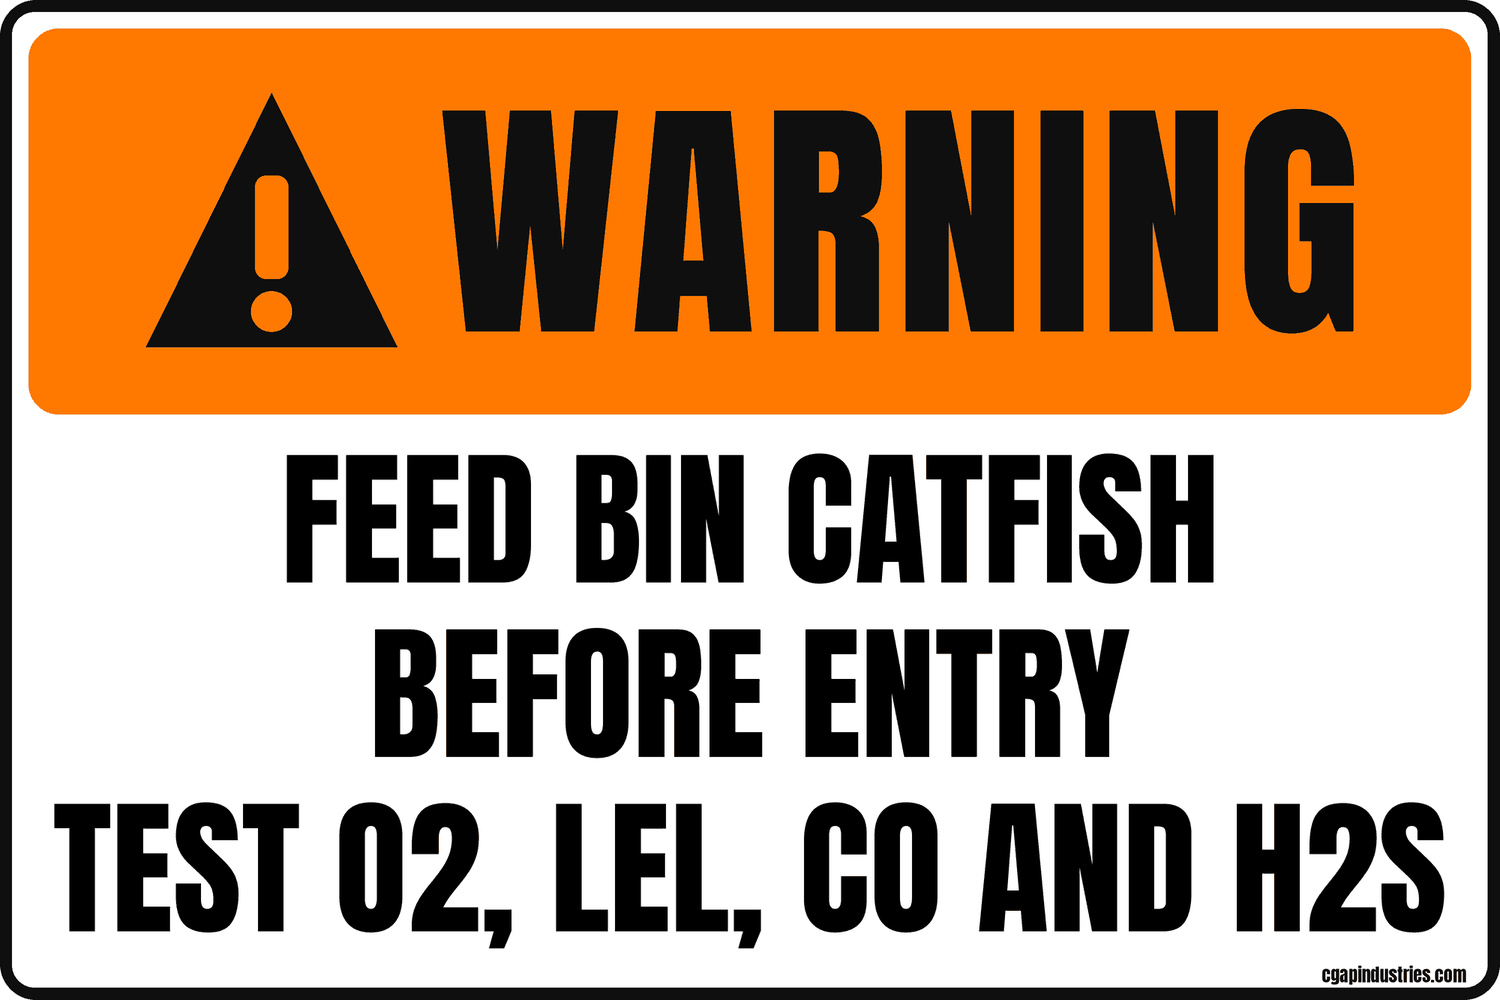 WARNING
FEED BIN CATFISH
BEFORE ENTRY
TEST O2, LEL, CO AND H2S
cgapindustries.com